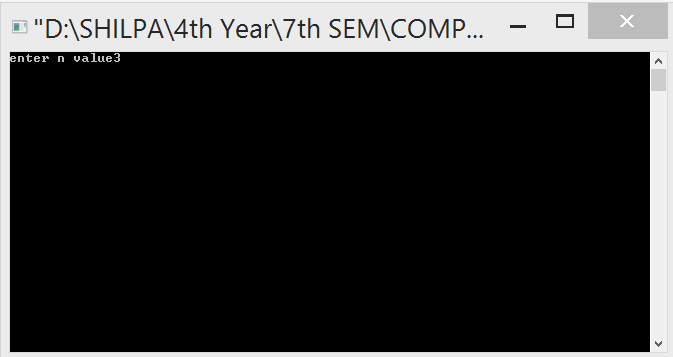 "D:\SHILPA\4th Year\7th SEM\COMP...
enter n value3